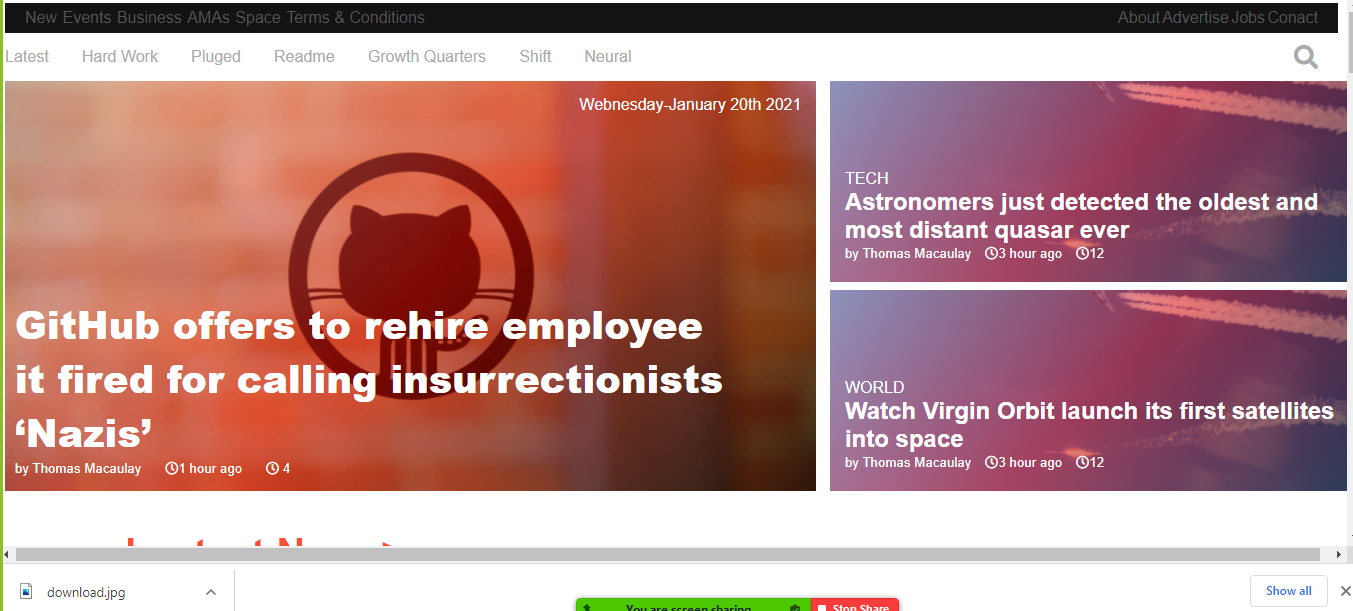 New Events Business AMAs Space Terms & Conditions
About Advertise Jobs Conact
Latest Hard Work Pluged Readme Growth Quarters Shift Neural
Webnesday-January 20th 2021
GitHub offers to rehire employee
it fired for calling insurrectionists
‘Nazis’
by Thomas Macaulay 1 hour ago 4
TECH
Astronomers just detected the oldest and
most distant quasar ever
by Thomas Macaulay 3 hour ago 12
WORLD
Watch Virgin Orbit launch its first satellites
into space
by Thomas Macaulay 3 hour ago 12
download.jpg
You are screen sharing
Stop Share
Show all